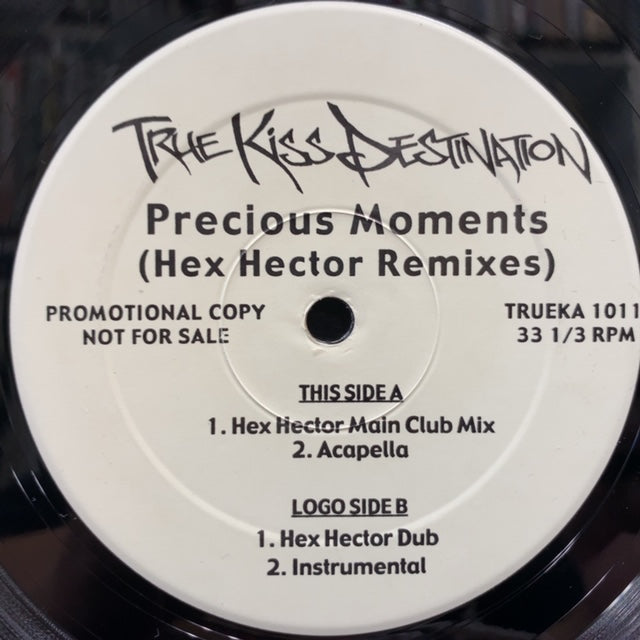 TRUE KISS DESTINATION
Precious Moments
(Hex Hector Remixes)
PROMOTIONAL COPY
NOT FOR SALE
TRUEKA 1011
33 1/3 RPM
THIS SIDE A
1. Hex Hector Main Club Mix
2. Acapella
LOGO SIDE B
1. Hex Hector Dub
2. Instrumental